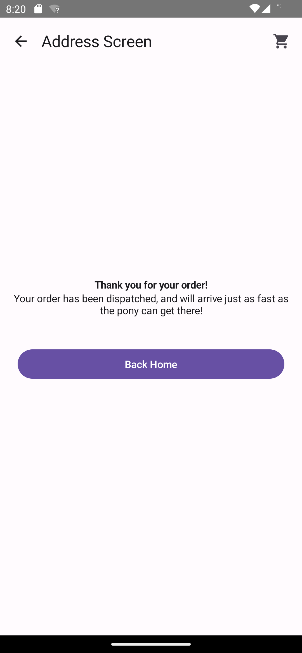 8:20
Address Screen
Thank you for your order!
Your order has been dispatched, and will arrive just as fast as
the pony can get there!
Back Home